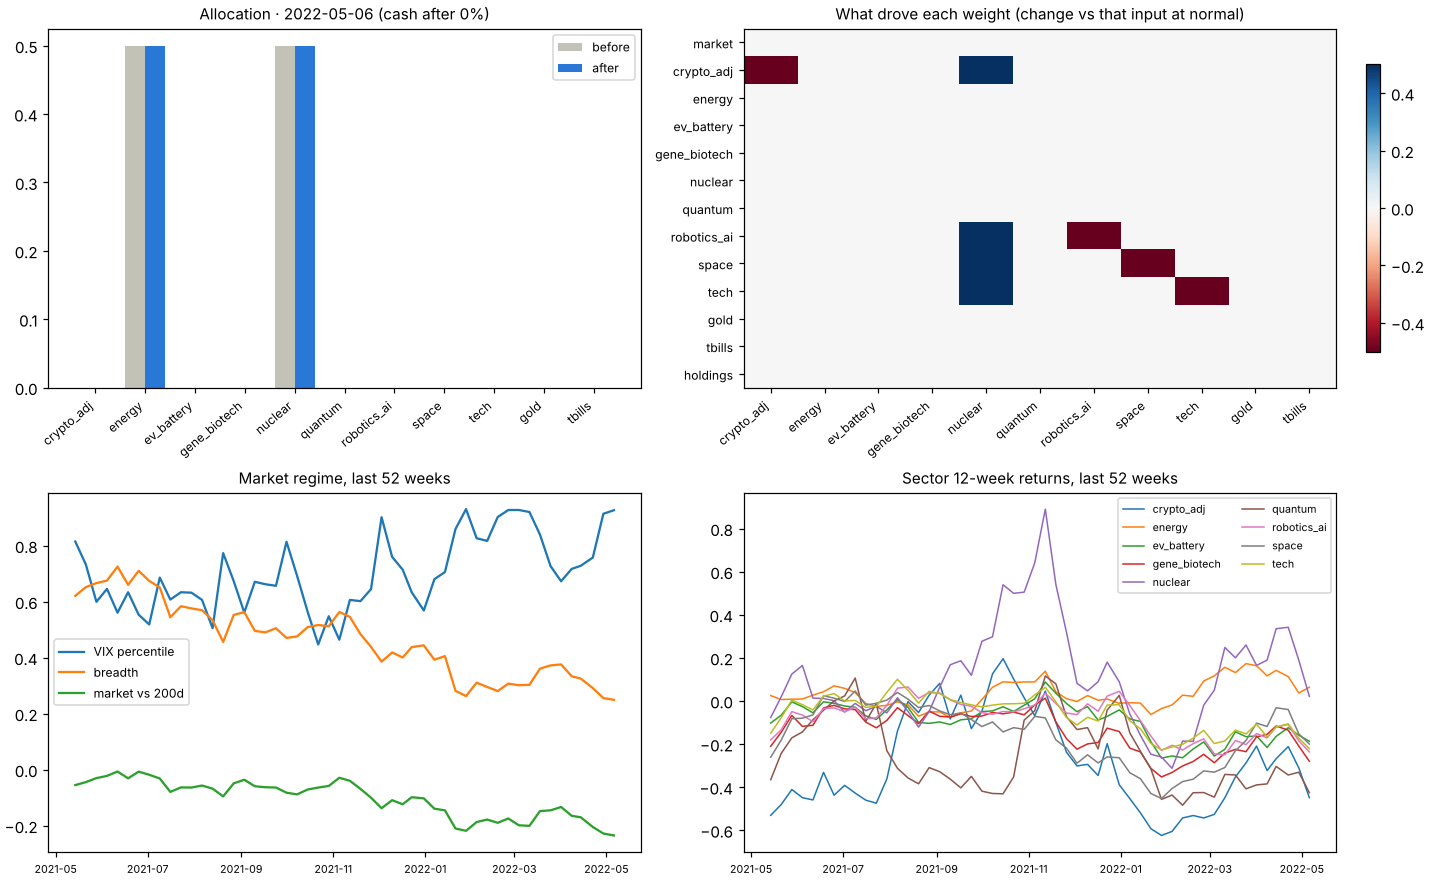 Allocation · 2022-05-06 (cash after 0%)
before
after
0.5
0.4
0.3
0.2
0.1
0.0
crypto_adj
energy
ev_battery
gene_biotech
nuclear
quantum
robotics_ai
space
tech
gold
tbills
What drove each weight (change vs that input at normal)
market
crypto_adj
energy
ev_battery
gene_biotech
nuclear
quantum
robotics_ai
space
tech
gold
tbills
holdings
crypto_adj
energy
ev_battery
gene_biotech
nuclear
quantum
robotics_ai
space
tech
gold
tbills
0.4
0.2
0.0
−0.2
−0.4
Market regime, last 52 weeks
0.8
0.6
0.4
0.2
0.0
−0.2
VIX percentile
breadth
market vs 200d
2021-05
2021-07
2021-09
2021-11
2022-01
2022-03
2022-05
Sector 12-week returns, last 52 weeks
crypto_adj
energy
ev_battery
gene_biotech
nuclear
quantum
robotics_ai
space
tech
0.8
0.6
0.4
0.2
0.0
−0.2
−0.4
−0.6
2021-05
2021-07
2021-09
2021-11
2022-01
2022-03
2022-05